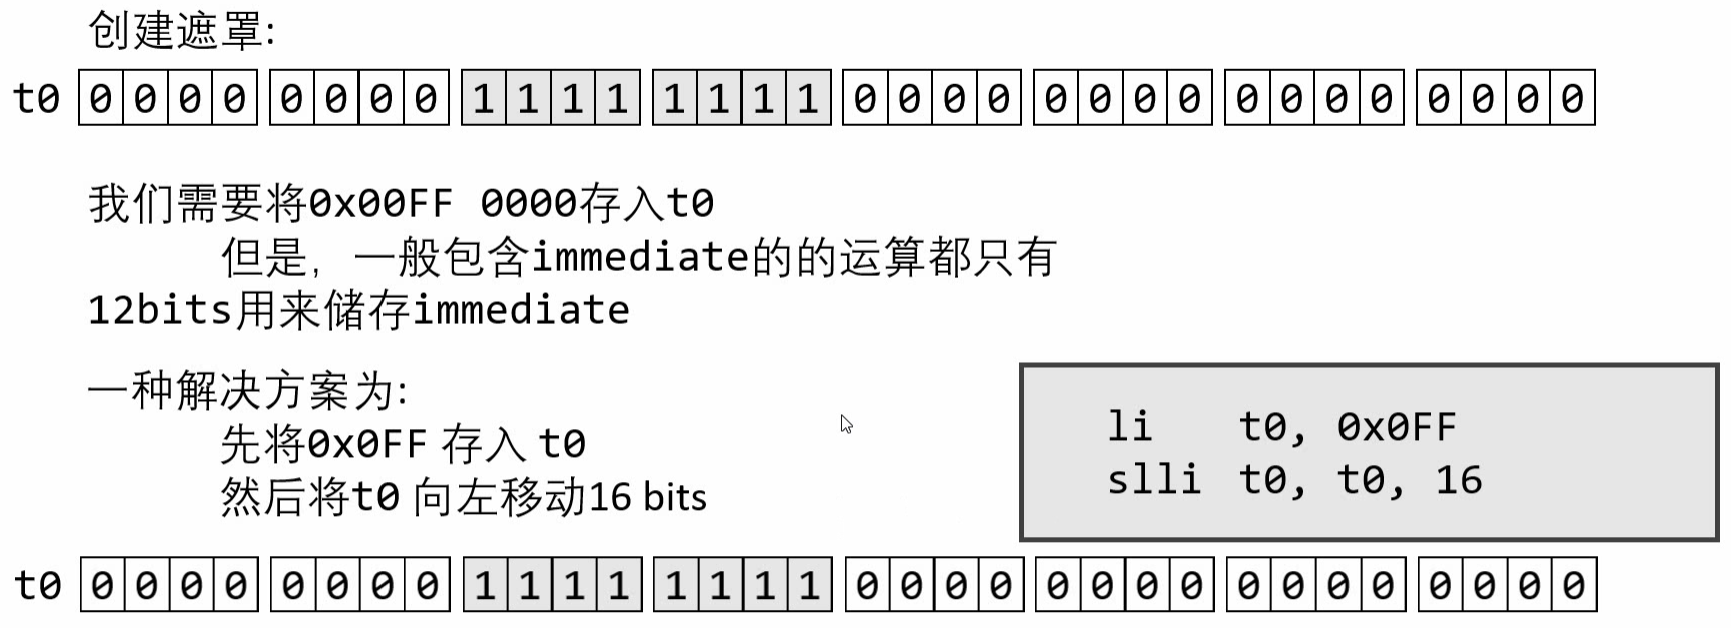 创建遮罩:
t0 0 0 0 0 0 0 0 0 1 1 1 1 1 1 1 1 0 0 0 0 0 0 0 0 0 0 0 0 0 0 0 0
我们需要将0x00FF 0000存入t0
但是, 一般包含immediate的的运算都只有
12bits用来储存immediate
一种解决方案为:
先将0x0FF 存入 t0
然后将t0 向左移动16 bits
li t0, 0x0FF
slli t0, t0, 16
t0 0 0 0 0 0 0 0 0 1 1 1 1 1 1 1 1 0 0 0 0 0 0 0 0 0 0 0 0 0 0 0 0